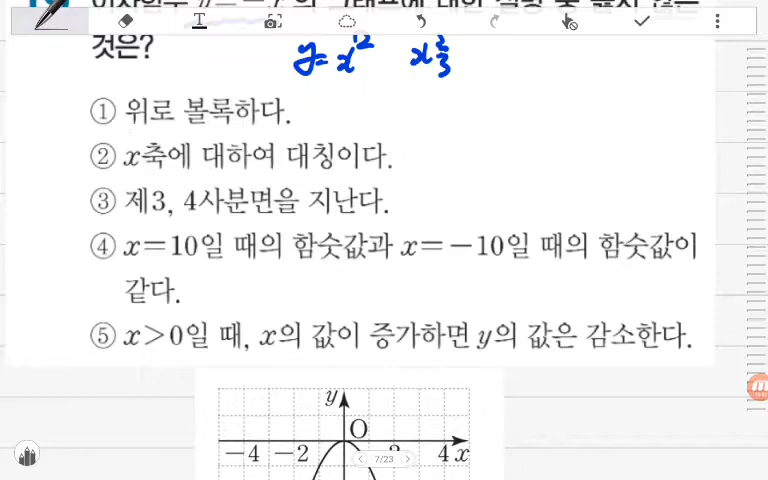 것은?
y=x¹²
① 위로 볼록하다.
② x축에 대하여 대칭이다.
③ 제3, 4사분면을 지난다.
④ x=10일 때의 함숫값과 x=-10일 때의 함숫값이
같다.
⑤ x>0일 때, x의 값이 증가하면 y의 값은 감소한다.
y
O
-4 -2 4 x
7/23